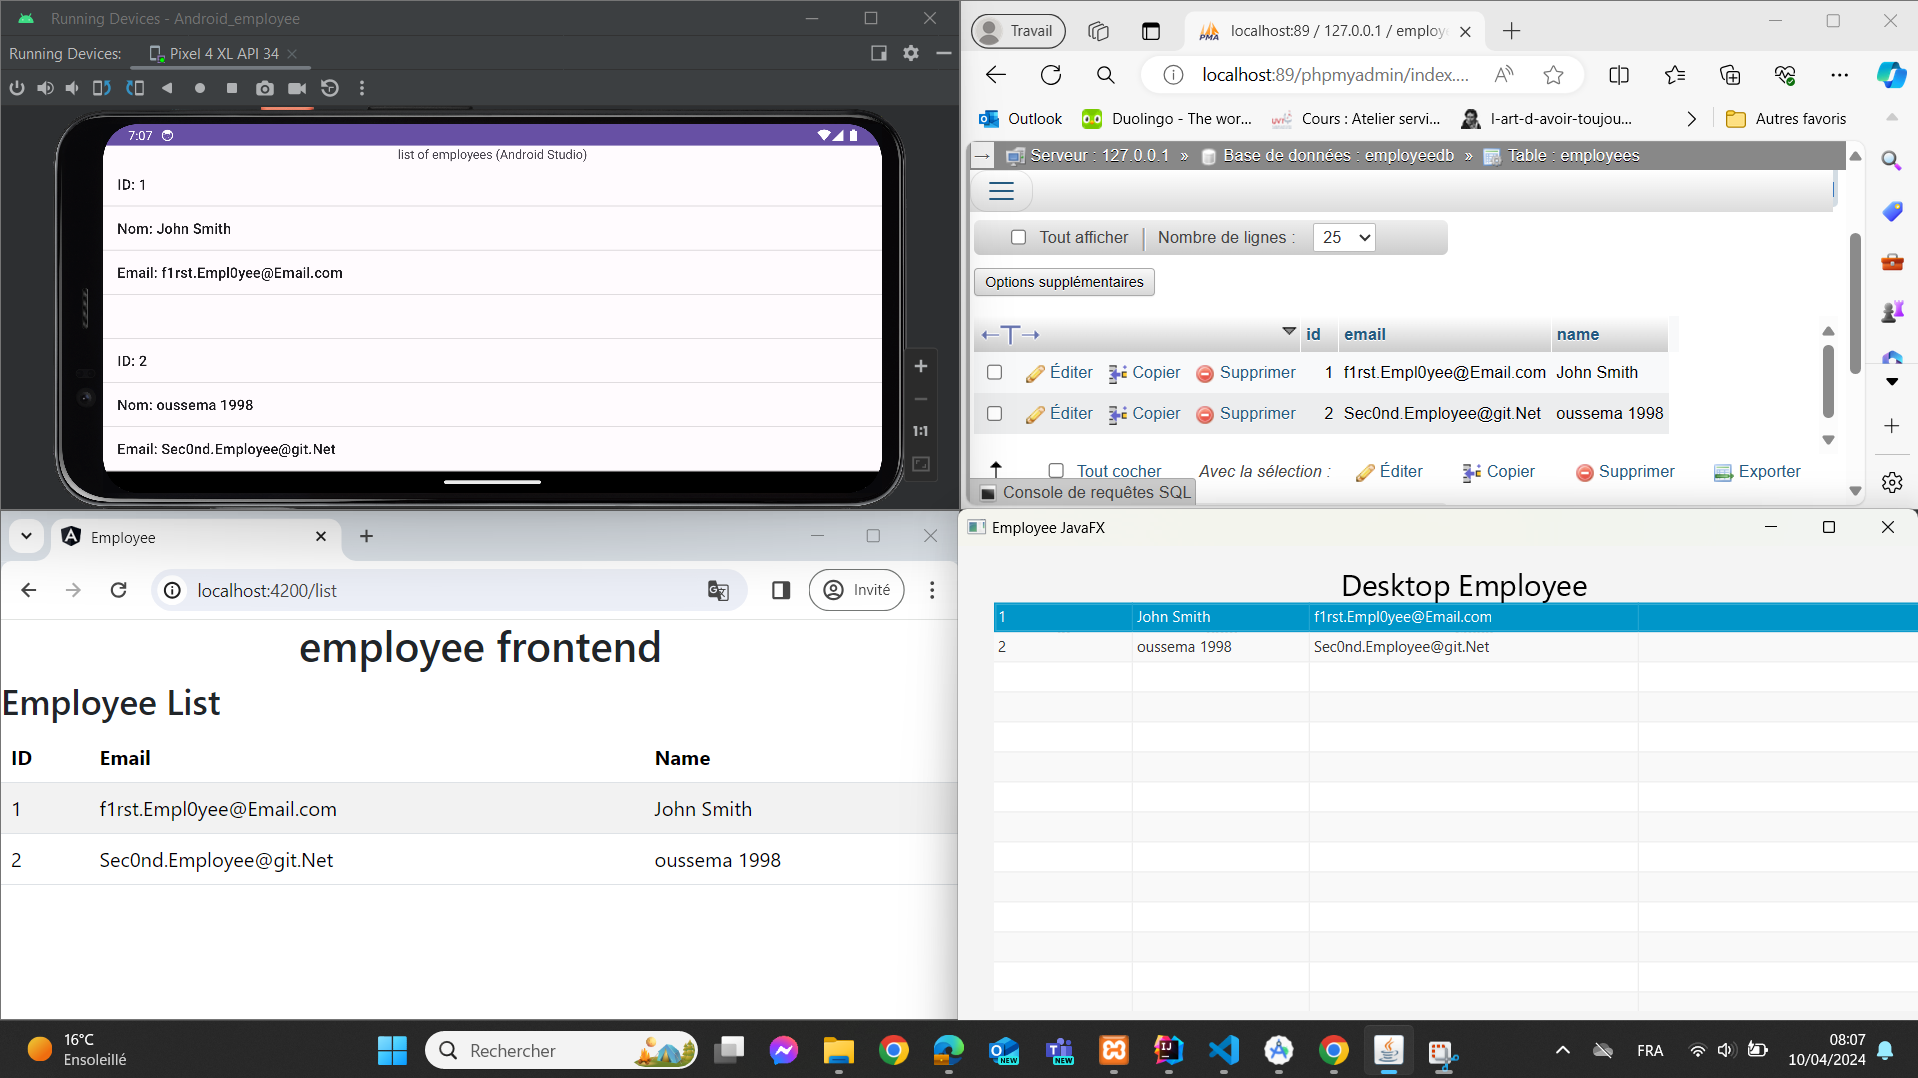 Running Devices - Android_employee
Running Devices: Pixel 4 XL API 34
7:07
list of employees (Android Studio)
ID: 1
Nom: John Smith
Email: f1rst.Empl0yee@Email.com
ID: 2
Nom: oussema 1998
Email: Sec0nd.Employee@git.Net
1:1
Travail
PMA
localhost:89 / 127.0.0.1 / employ
localhost:89/phpmyadmin/index....
Outlook Duolingo - The wor... Cours : Atelier servi... l-art-d-avoir-toujou... Autres favoris
Serveur : 127.0.0.1 » Base de données : employeedb » Table : employees
Tout afficher Nombre de lignes : 25
Options supplémentaires
←T→ id email name
Éditer Copier Supprimer 1 f1rst.Empl0yee@Email.com John Smith
Éditer Copier Supprimer 2 Sec0nd.Employee@git.Net oussema 1998
Tout cocher Avec la sélection : Éditer Copier Supprimer Exporter
Console de requêtes SQL
Employee
localhost:4200/list
Invité
employee frontend
Employee List
ID Email Name
1 f1rst.Empl0yee@Email.com John Smith
2 Sec0nd.Employee@git.Net oussema 1998
Employee JavaFX
Desktop Employee
1 John Smith f1rst.Empl0yee@Email.com
2 oussema 1998 Sec0nd.Employee@git.Net
16°C
Ensoleillé
Rechercher
NEW
NEW
FRA
08:07
10/04/2024